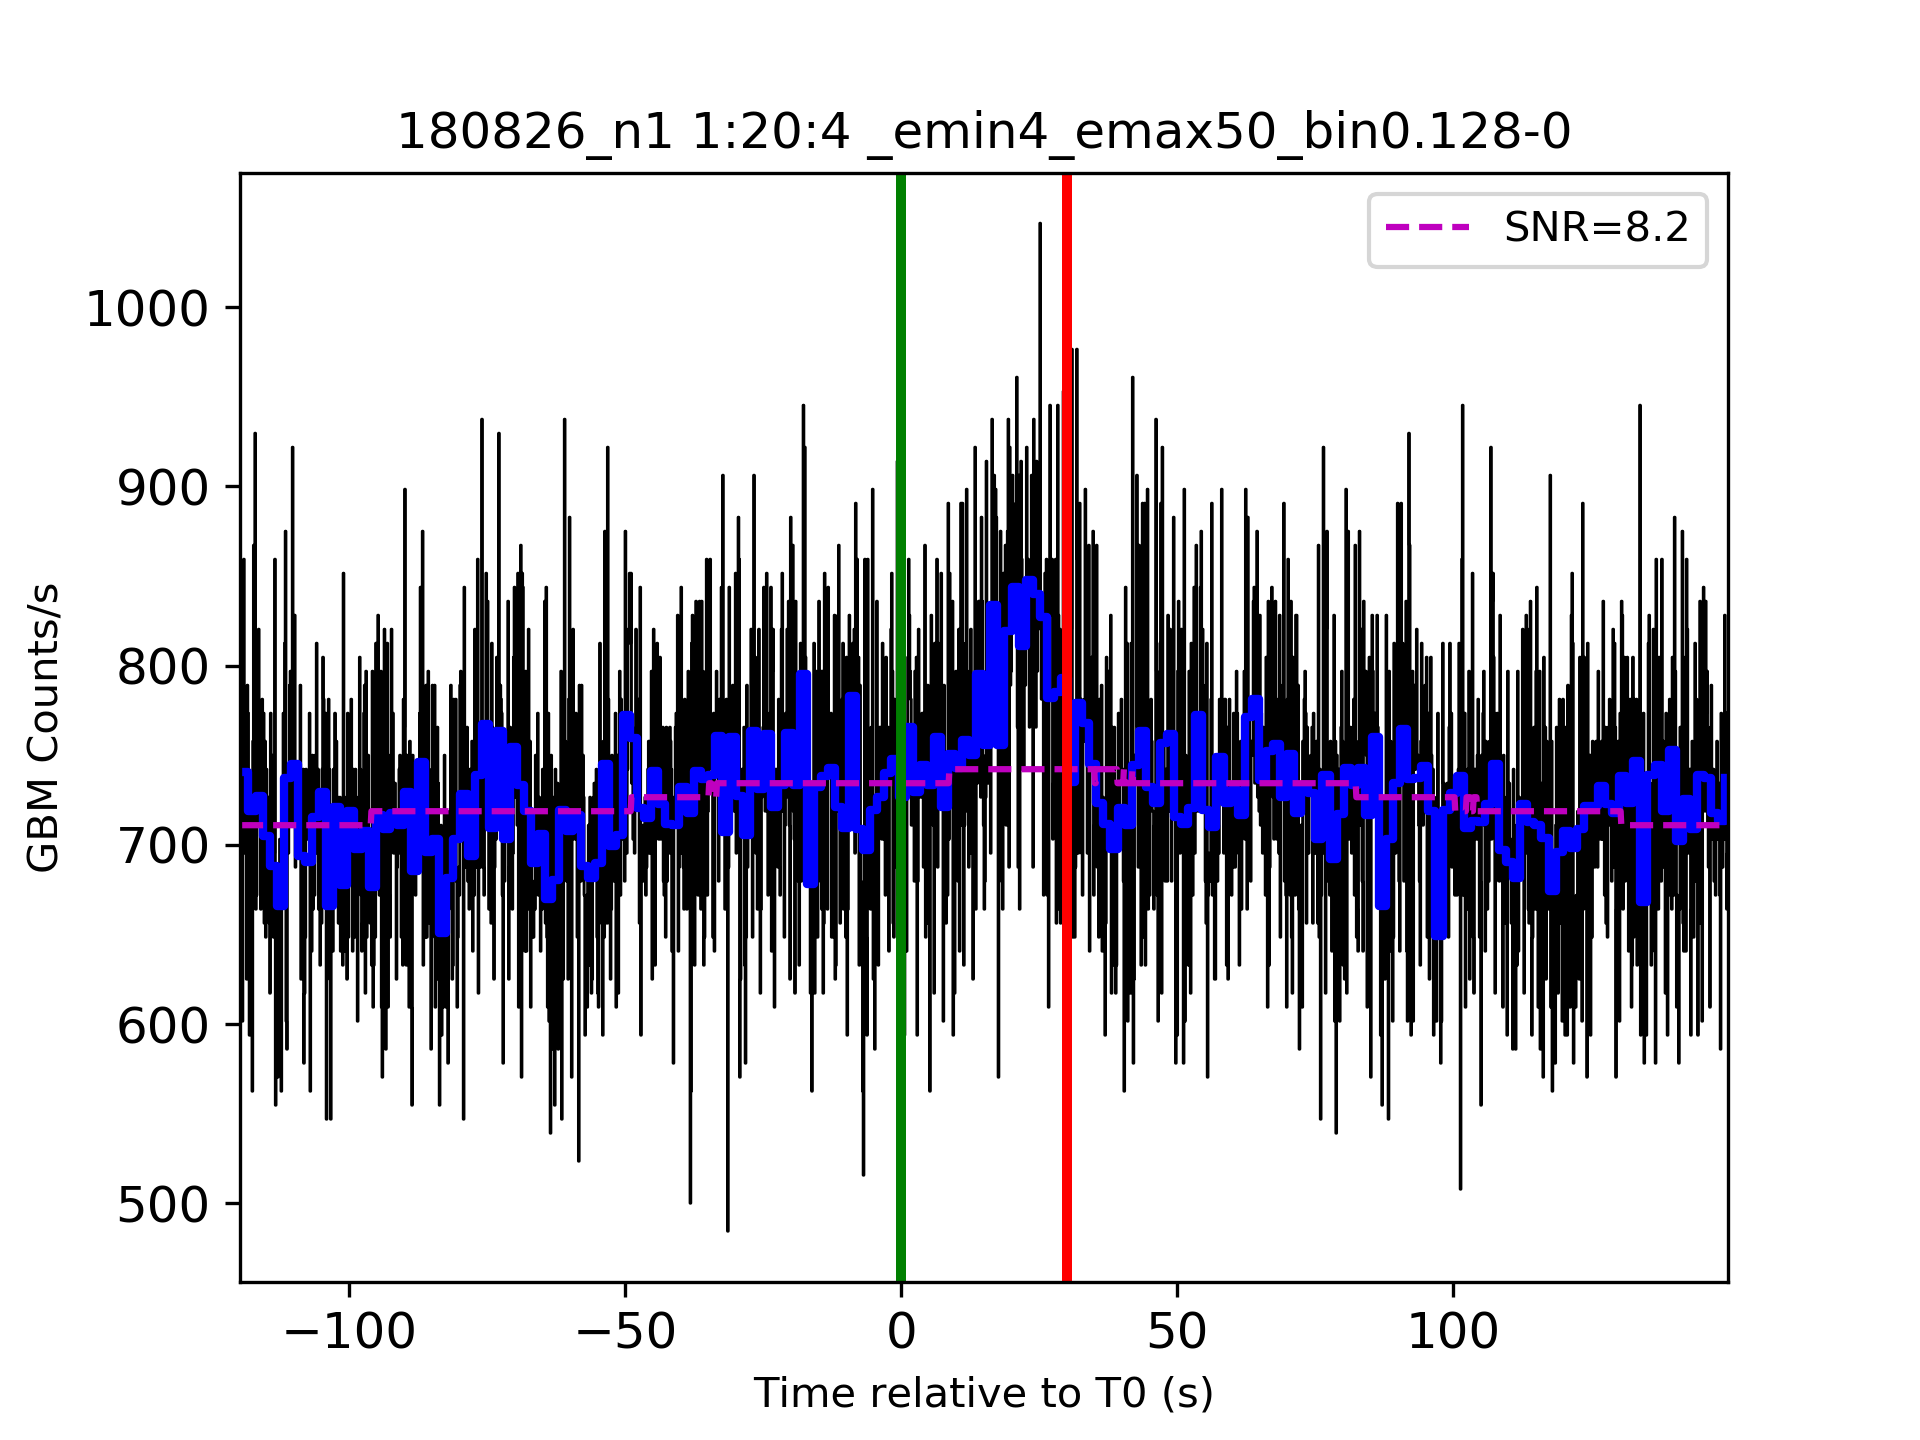 180826_n1 1:20:4 _emin4_emax50_bin0.128-0
SNR=8.2
GBM Counts/s
1000
900
800
700
600
500
−100 −50 0 50 100
Time relative to T0 (s)